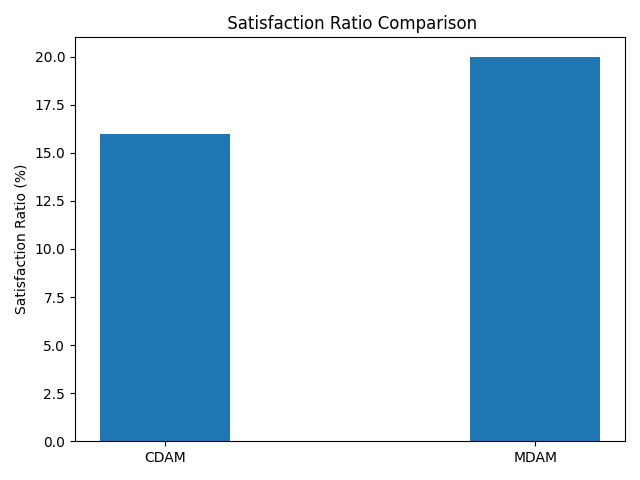 Satisfaction Ratio Comparison
Satisfaction Ratio (%)
20.0
17.5
15.0
12.5
10.0
7.5
5.0
2.5
0.0
CDAM
MDAM